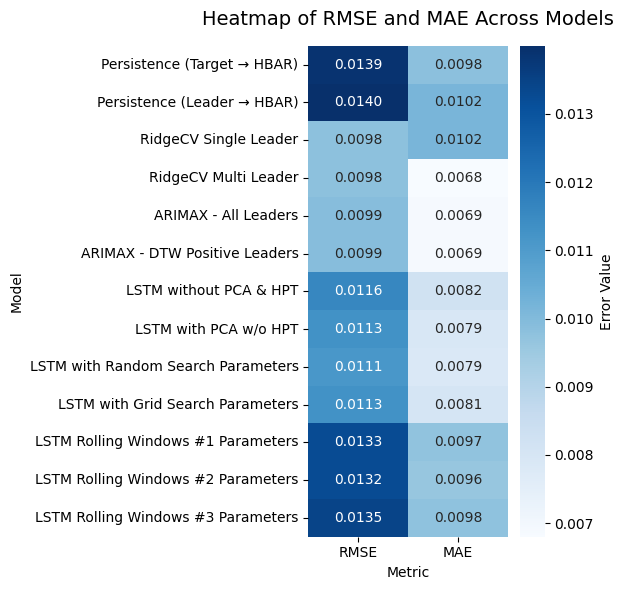 Heatmap of RMSE and MAE Across Models
Model
Persistence (Target → HBAR) 0.0139 0.0098
Persistence (Leader → HBAR) 0.0140 0.0102
RidgeCV Single Leader 0.0098 0.0102
RidgeCV Multi Leader 0.0098 0.0068
ARIMAX - All Leaders 0.0099 0.0069
ARIMAX - DTW Positive Leaders 0.0099 0.0069
LSTM without PCA & HPT 0.0116 0.0082
LSTM with PCA w/o HPT 0.0113 0.0079
LSTM with Random Search Parameters 0.0111 0.0079
LSTM with Grid Search Parameters 0.0113 0.0081
LSTM Rolling Windows #1 Parameters 0.0133 0.0097
LSTM Rolling Windows #2 Parameters 0.0132 0.0096
LSTM Rolling Windows #3 Parameters 0.0135 0.0098
RMSE MAE
Metric
0.013
0.012
0.011
0.010
0.009
0.008
0.007
Error Value